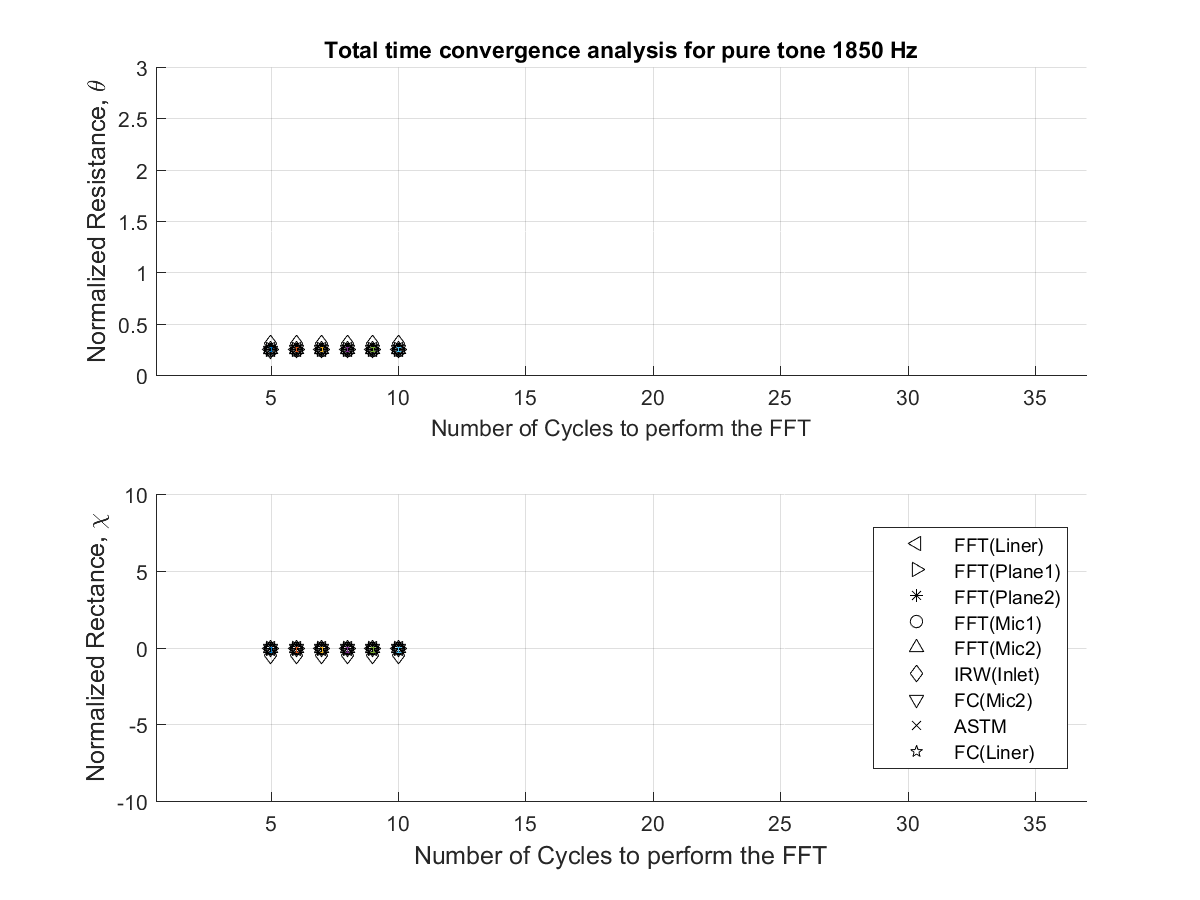 Total time convergence analysis for pure tone 1850 Hz
Normalized Resistance, θ
3
2.5
2
1.5
1
0.5
0
5 10 15 20 25 30 35
Number of Cycles to perform the FFT
Normalized Rectance, χ
10
5
0
-5
-10
FFT(Liner)
FFT(Plane1)
FFT(Plane2)
FFT(Mic1)
FFT(Mic2)
IRW(Inlet)
FC(Mic2)
ASTM
FC(Liner)
5 10 15 20 25 30 35
Number of Cycles to perform the FFT